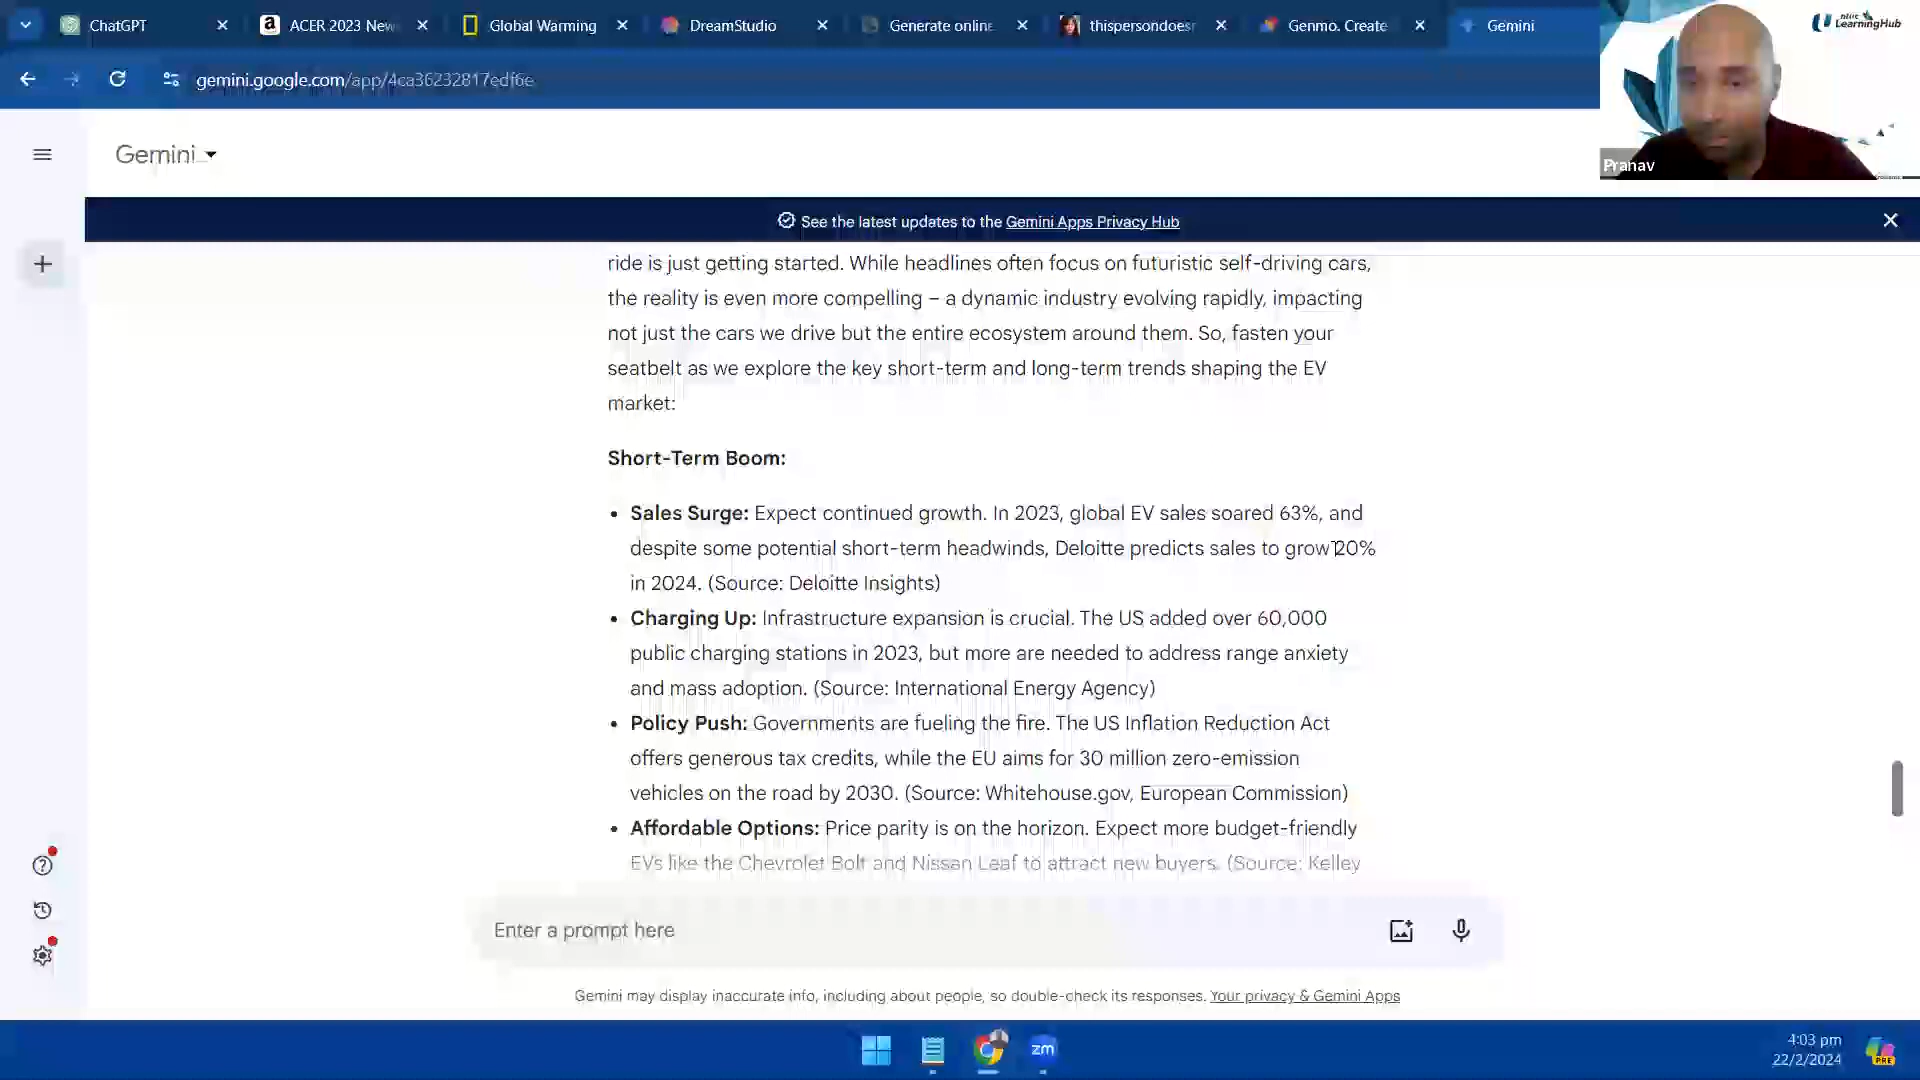 ChatGPT
ACER 2023 New
Global Warming
DreamStudio
Generate online
thispersondoesr
Genmo. Create
Gemini
gemini.google.com/app/4ca36232817edf6e
ntuc LearningHub
Pranav
Gemini
See the latest updates to the Gemini Apps Privacy Hub
ride is just getting started. While headlines often focus on futuristic self-driving cars,
the reality is even more compelling – a dynamic industry evolving rapidly, impacting
not just the cars we drive but the entire ecosystem around them. So, fasten your
seatbelt as we explore the key short-term and long-term trends shaping the EV
market:
Short-Term Boom:
• Sales Surge: Expect continued growth. In 2023, global EV sales soared 63%, and
despite some potential short-term headwinds, Deloitte predicts sales to grow 20%
in 2024. (Source: Deloitte Insights)
• Charging Up: Infrastructure expansion is crucial. The US added over 60,000
public charging stations in 2023, but more are needed to address range anxiety
and mass adoption. (Source: International Energy Agency)
• Policy Push: Governments are fueling the fire. The US Inflation Reduction Act
offers generous tax credits, while the EU aims for 30 million zero-emission
vehicles on the road by 2030. (Source: Whitehouse.gov, European Commission)
• Affordable Options: Price parity is on the horizon. Expect more budget-friendly
EVs like the Chevrolet Bolt and Nissan Leaf to attract new buyers. (Source: Kelley
Enter a prompt here
Gemini may display inaccurate info, including about people, so double-check its responses. Your privacy & Gemini Apps
zm
4:03 pm
22/2/2024
PRE